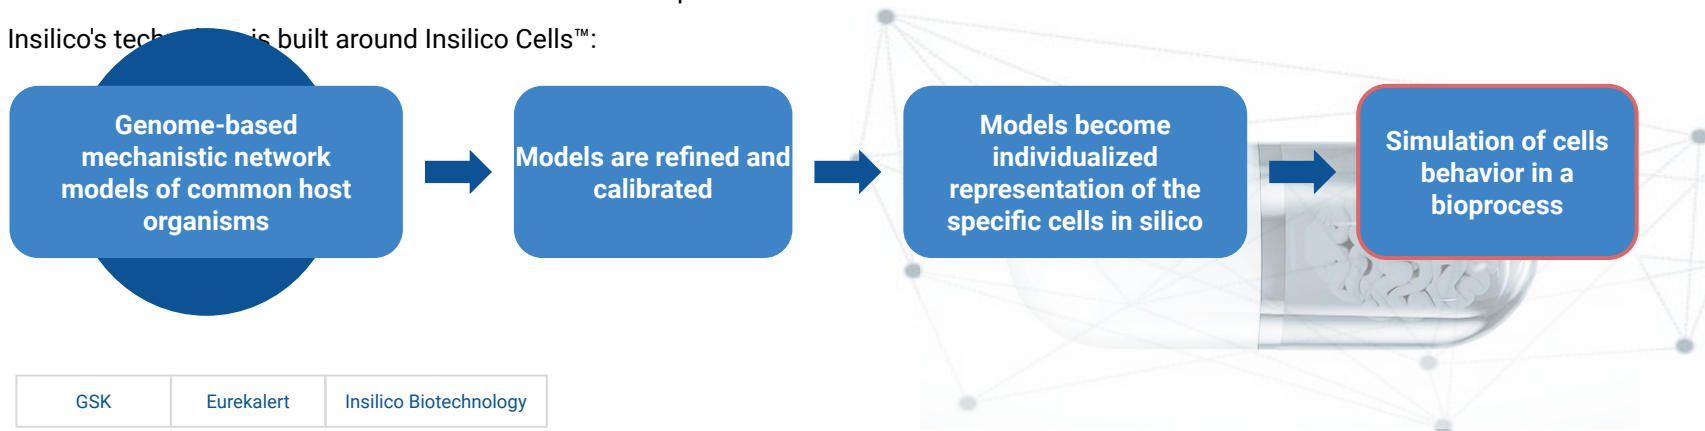 Insilico's tech is built around Insilico Cells™:
Genome-based
mechanistic network
models of common host
organisms
Models are refined and
calibrated
Models become
individualized
representation of the
specific cells in silico
Simulation of cells
behavior in a
bioprocess
GSK
Eurekalert
Insilico Biotechnology